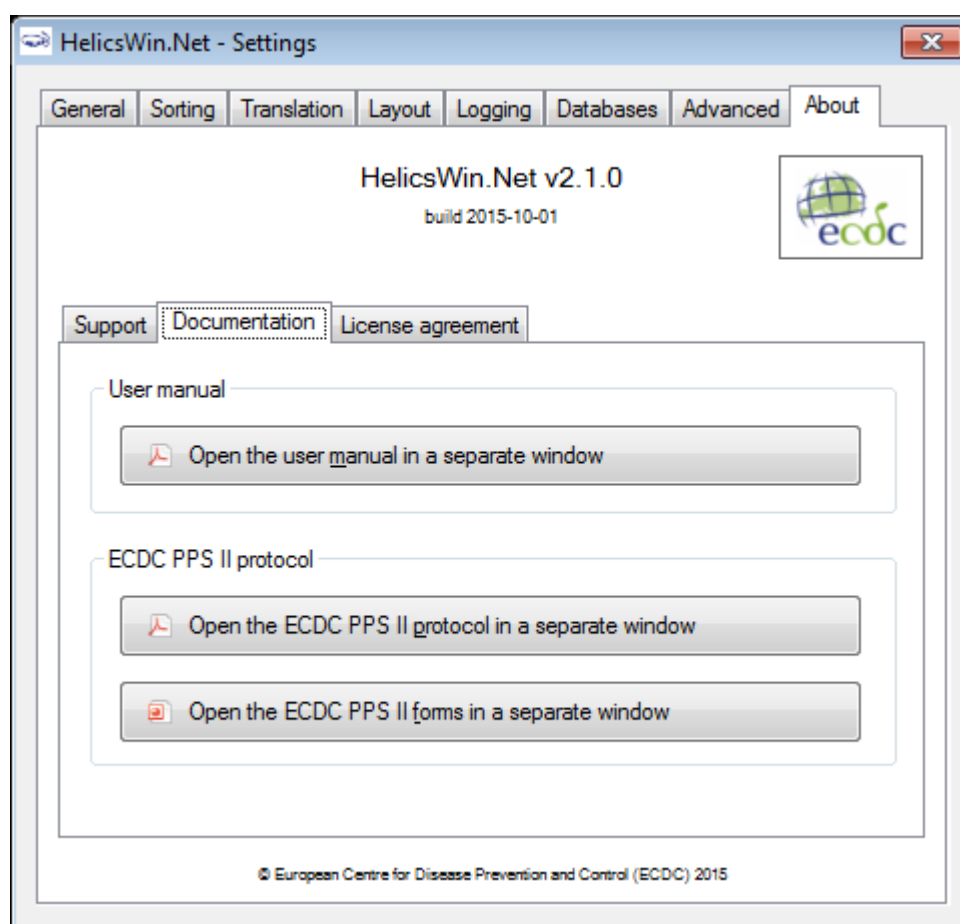 HelicsWin.Net - Settings
General Sorting Translation Layout Logging Databases Advanced About
HelicsWin.Net v2.1.0
build 2015-10-01
ecdc
Support Documentation License agreement
User manual
Open the user manual in a separate window
ECDC PPS II protocol
Open the ECDC PPS II protocol in a separate window
Open the ECDC PPS II forms in a separate window
© European Centre for Disease Prevention and Control (ECDC) 2015